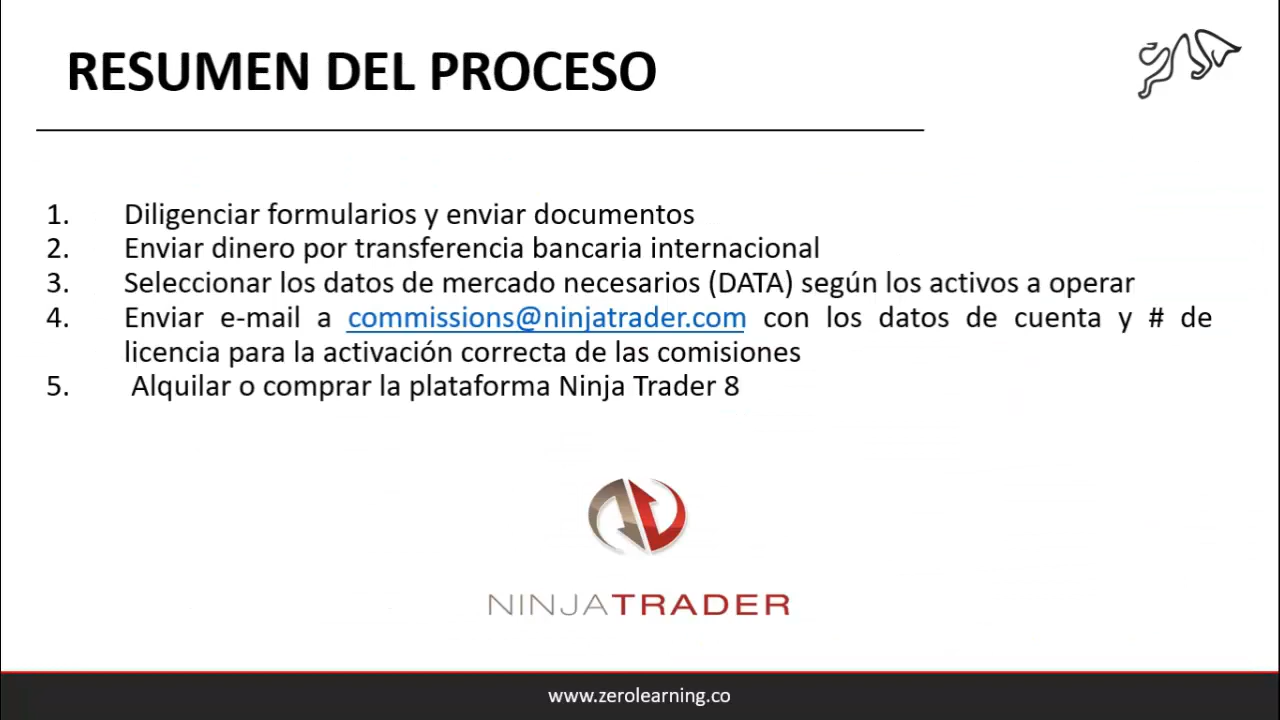 RESUMEN DEL PROCESO
1. Diligenciar formularios y enviar documentos
2. Enviar dinero por transferencia bancaria internacional
3. Seleccionar los datos de mercado necesarios (DATA) según los activos a operar
4. Enviar e-mail a commissions@ninjatrader.com con los datos de cuenta y # de
licencia para la activación correcta de las comisiones
5. Alquilar o comprar la plataforma Ninja Trader 8
NINJATRADER
www.zerolearning.co